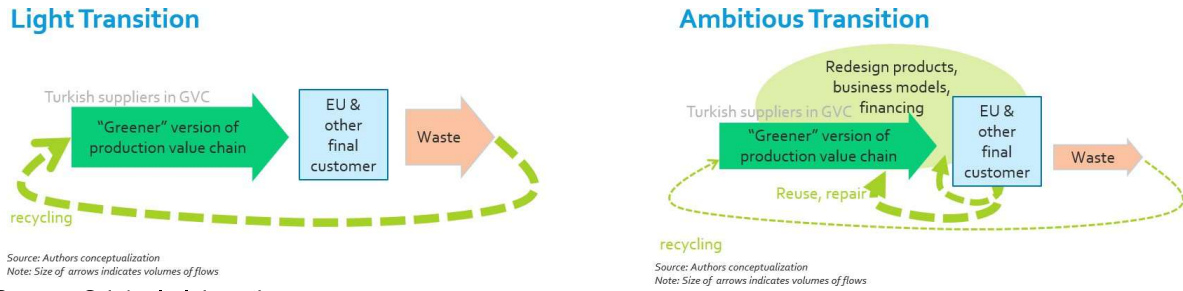 Light Transition
Turkish suppliers in GVC
“Greener” version of
production value chain
EU &
other
final
customer
Waste
recycling
Source: Authors conceptualization
Note: Size of arrows indicates volumes of flows
Ambitious Transition
Redesign products,
business models,
financing
Turkish suppliers in GVC
“Greener” version of
production value chain
EU &
other
final
customer
Waste
Reuse, repair
recycling
Source: Authors conceptualization
Note: Size of arrows indicates volumes of flows